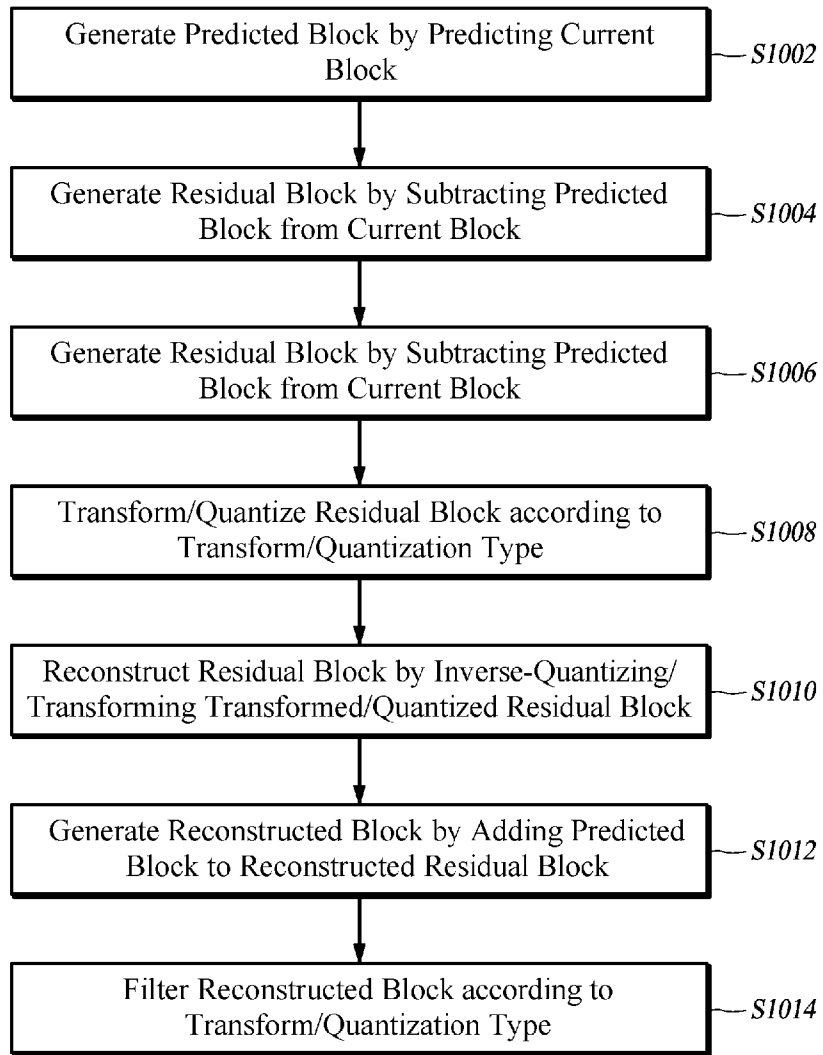 Generate Predicted Block by Predicting Current
Block
S1002
Generate Residual Block by Subtracting Predicted
Block from Current Block
S1004
Generate Residual Block by Subtracting Predicted
Block from Current Block
S1006
Transform/Quantize Residual Block according to
Transform/Quantization Type
S1008
Reconstruct Residual Block by Inverse-Quantizing/
Transforming Transformed/Quantized Residual Block
S1010
Generate Reconstructed Block by Adding Predicted
Block to Reconstructed Residual Block
S1012
Filter Reconstructed Block according to
Transform/Quantization Type
S1014